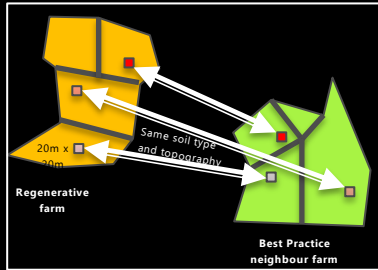 Same soil type
and topography
20m x
20m
Regenerative
farm
Best Practice
neighbour farm